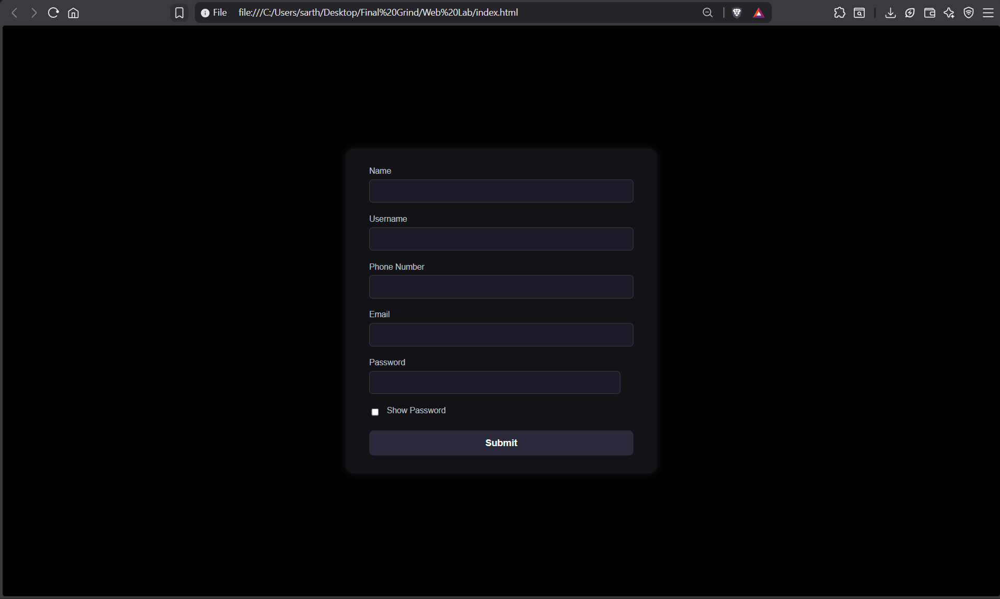 File file:///C:/Users/sarth/Desktop/Final%20Grind/Web%20Lab/index.html
Name
Username
Phone Number
Email
Password
Show Password
Submit